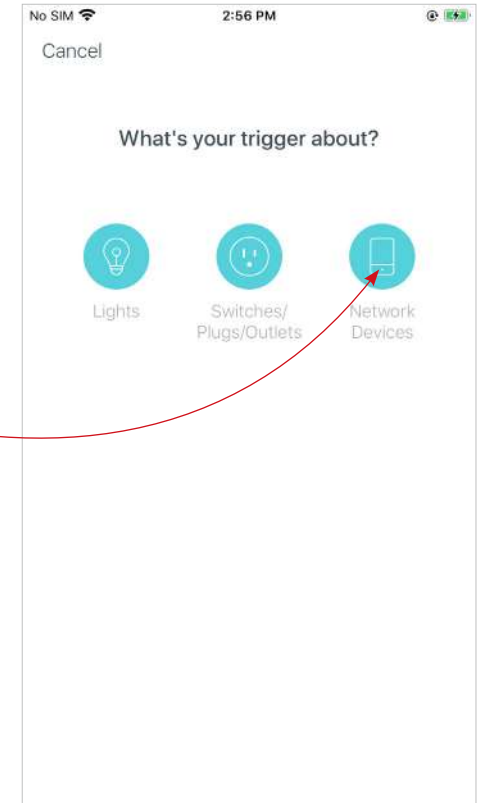 No SIM 2:56 PM
Cancel
What's your trigger about?
Lights
Switches/
Plugs/Outlets
Network
Devices